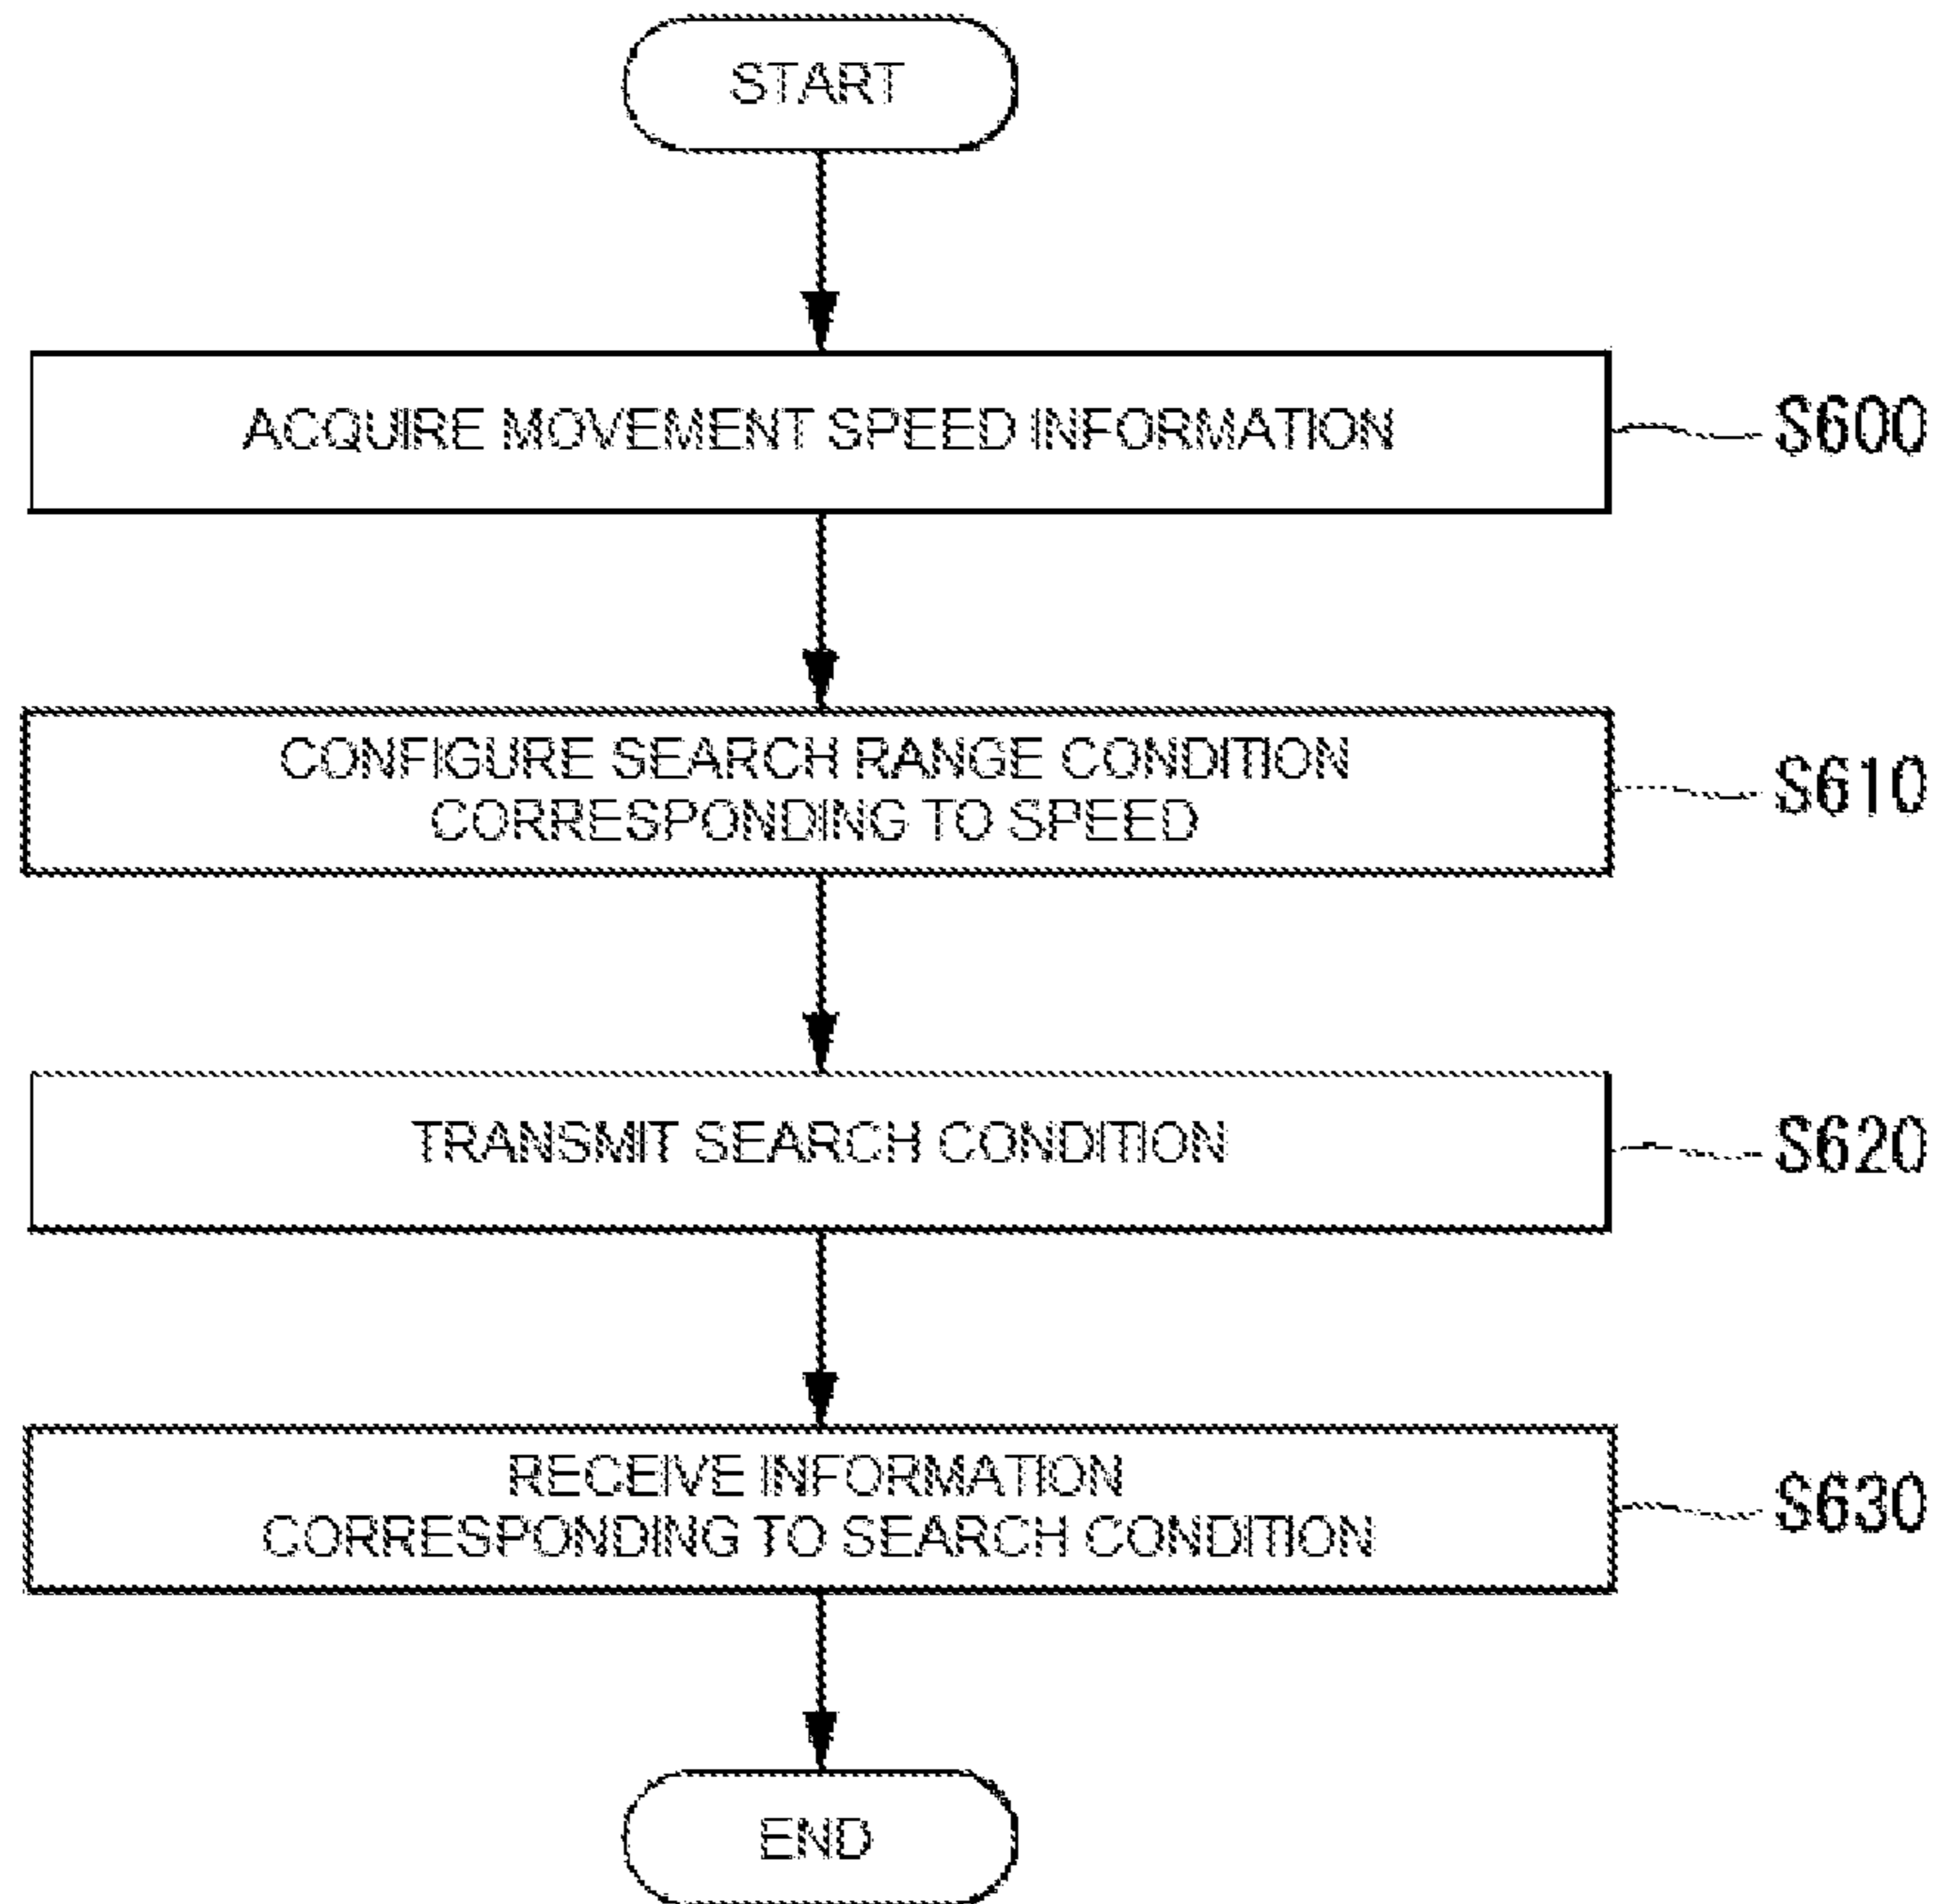 START
ACQUIRE MOVEMENT SPEED INFORMATION
S600
CONFIGURE SEARCH RANGE CONDITION
CORRESPONDING TO SPEED
S610
TRANSMIT SEARCH CONDITION
S620
RECEIVE INFORMATION
CORRESPONDING TO SEARCH CONDITION
S630
END